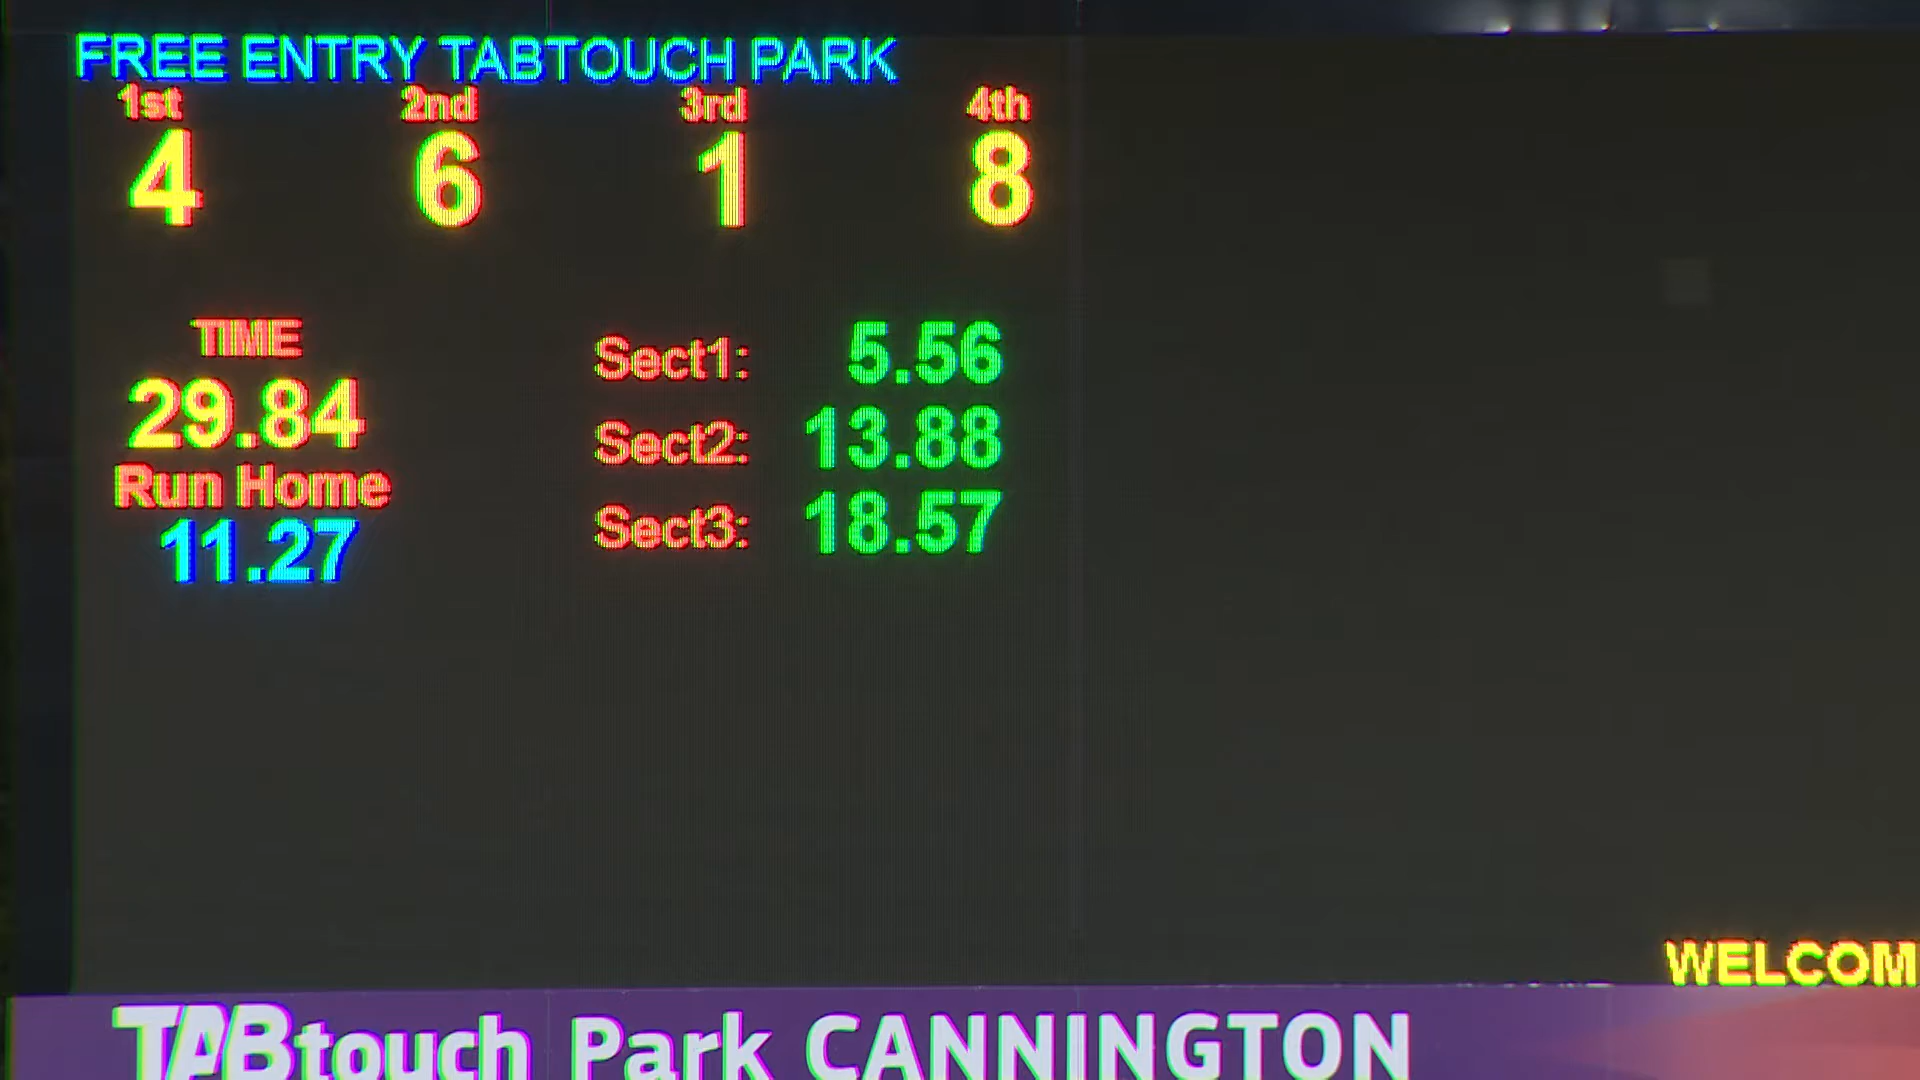 FREE ENTRY TABTOUCH PARK
1st 2nd 3rd 4th
4 6 1 8
TIME
29.84
Run Home
11.27
Sect1: 5.56
Sect2: 13.88
Sect3: 18.57
WELCOM
TABtouch Park CANNINGTON